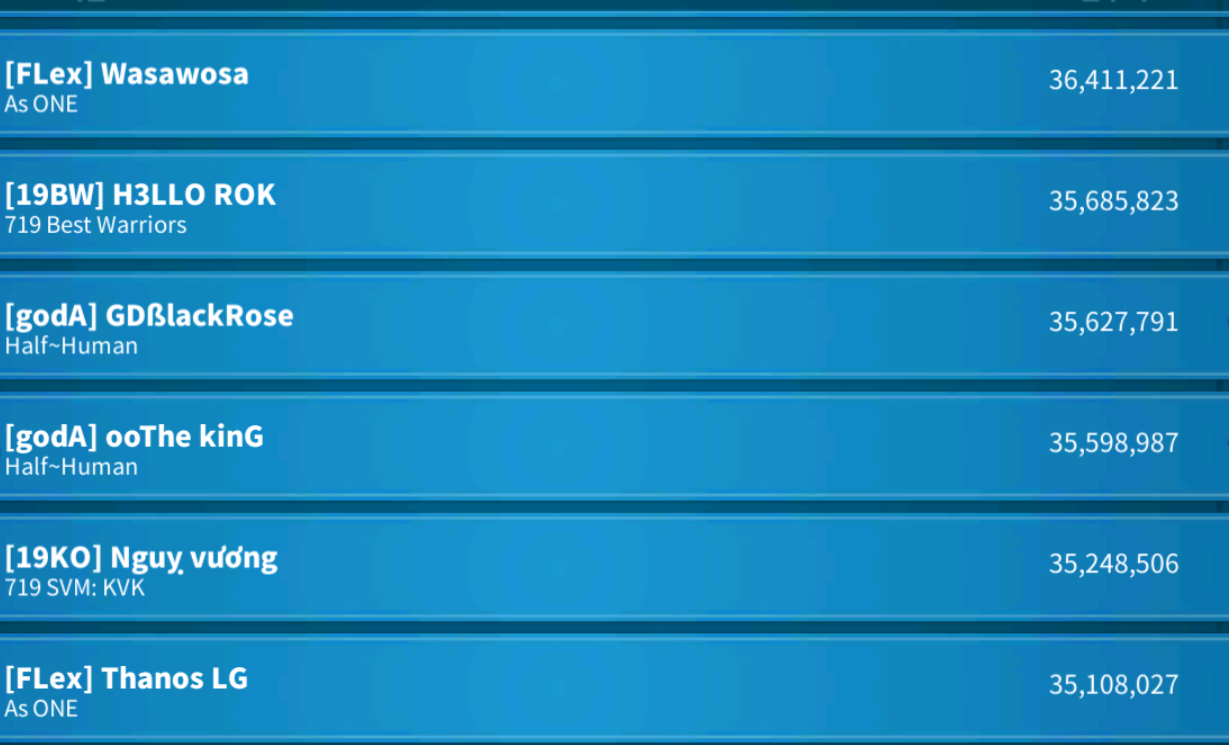 [FLex] Wasawosa
As ONE
36,411,221
[19BW] H3LLO ROK
719 Best Warriors
35,685,823
[godA] GDßlackRose
Half~Human
35,627,791
[godA] ooThe kinG
Half~Human
35,598,987
[19KO] Nguỵ vương
719 SVM: KVK
35,248,506
[FLex] Thanos LG
As ONE
35,108,027